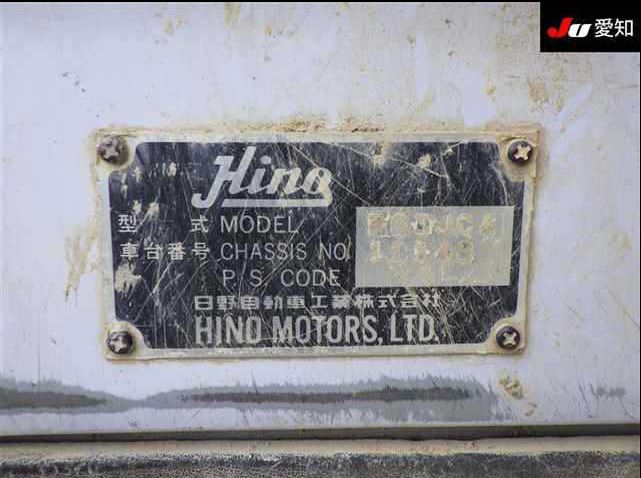 JU 愛知
Hino
型 式 MODEL
車台番号 CHASSIS NO.
P.S. CODE
日野自動車工業株式会社
HINO MOTORS, LTD.